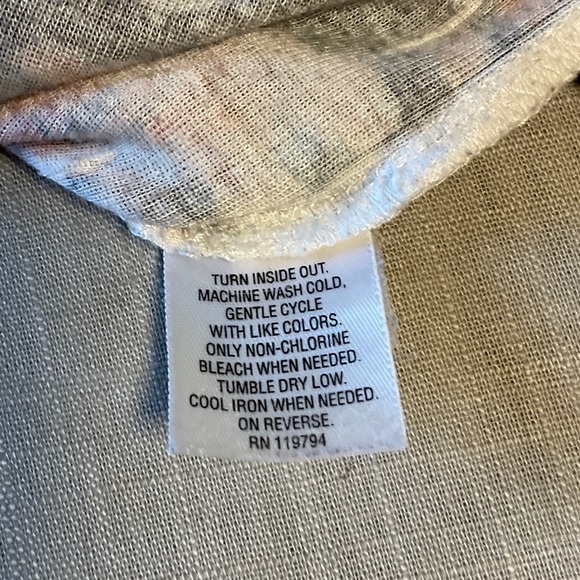 TURN INSIDE OUT.
MACHINE WASH COLD,
GENTLE CYCLE
WITH LIKE COLORS.
ONLY NON-CHLORINE
BLEACH WHEN NEEDED.
TUMBLE DRY LOW.
COOL IRON WHEN NEEDED.
ON REVERSE.
RN 119794